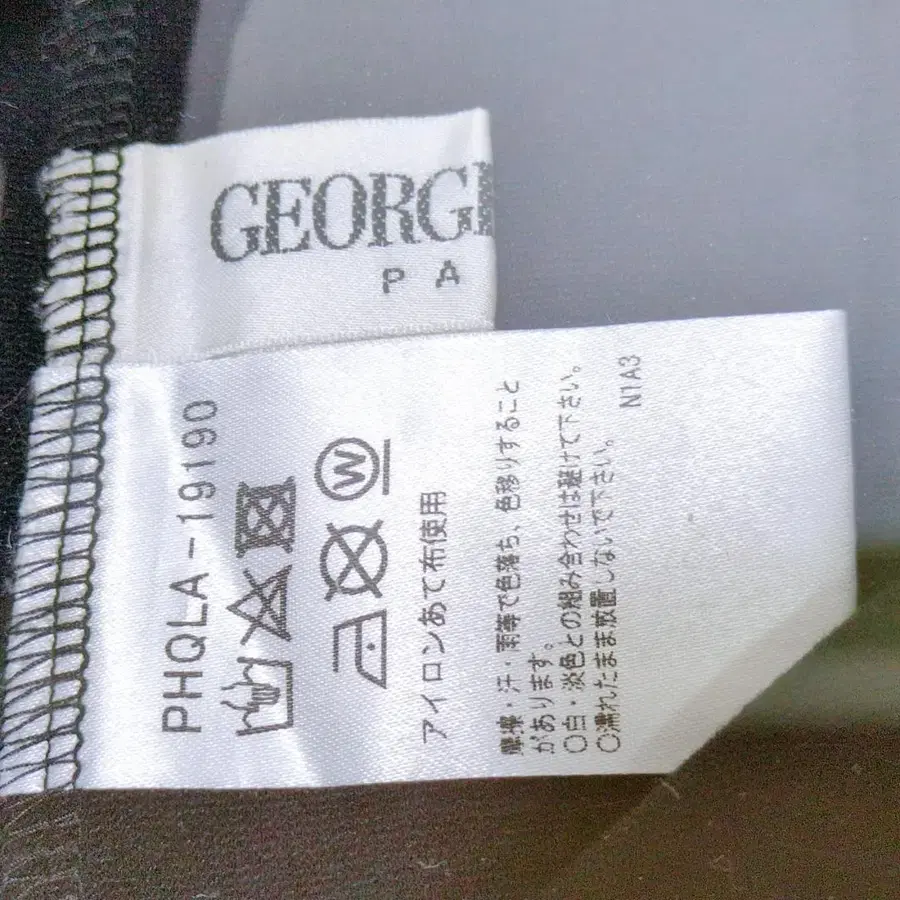 GEORG
P A
PHQLA-19190
W
アイロンあて布使用
摩擦・汗・雨等で色落ち、色移りすること
があります。
○白・淡色との組み合わせは避けて下さい。
○濡れたまま放置しないで下さい。
N1A3